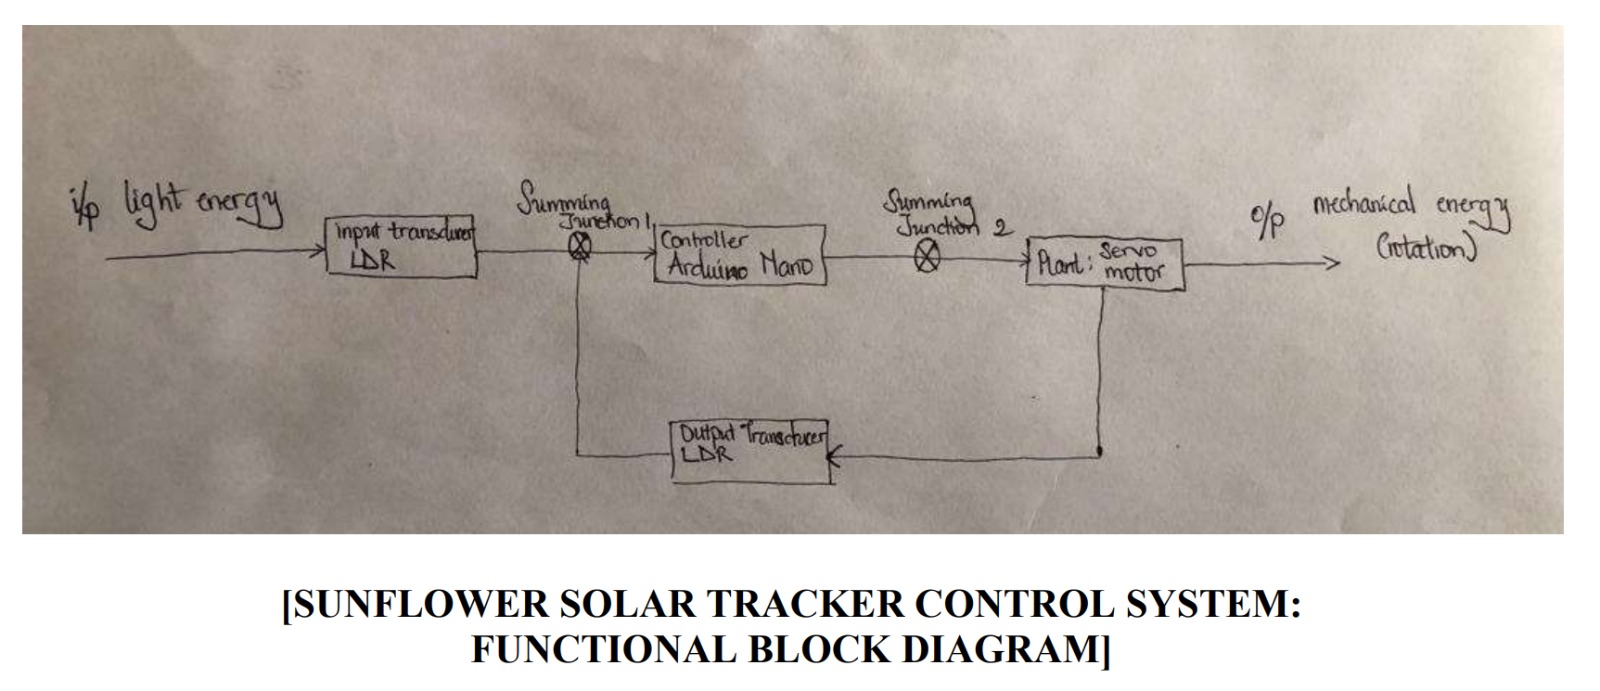 i/p light energy
Input transducer
LDR
Summing
Junction 1
Controller
Arduino Nano
Summing
Junction 2
Plant: Servo
motor
o/p mechanical energy
(rotation)
Output Transducer
LDR
[SUNFLOWER SOLAR TRACKER CONTROL SYSTEM:
FUNCTIONAL BLOCK DIAGRAM]